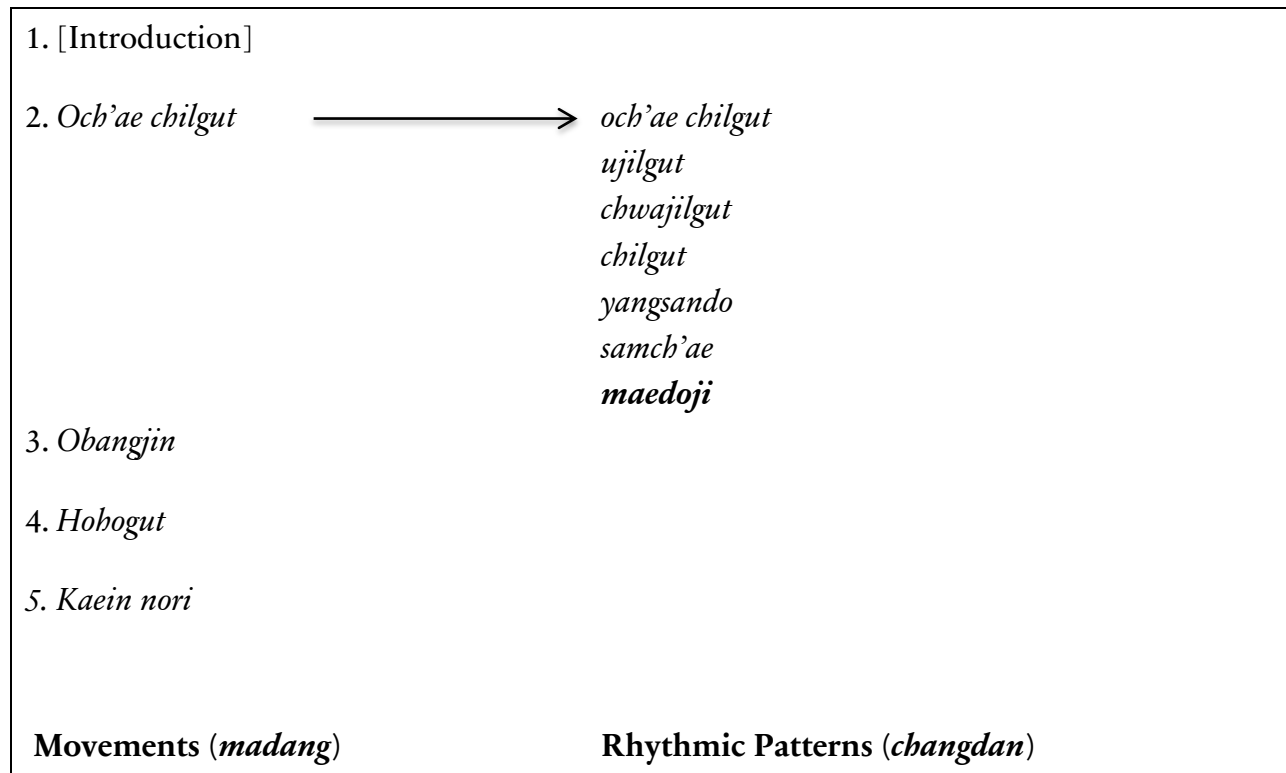 1. [Introduction]
2. Och’ae chilgut och’ae chilgut
ujilgut
chwajilgut
chilgut
yangsando
samch’ae
maedoji
3. Obangjin
4. Hohogut
5. Kaein nori
Movements (madang) Rhythmic Patterns (changdan)